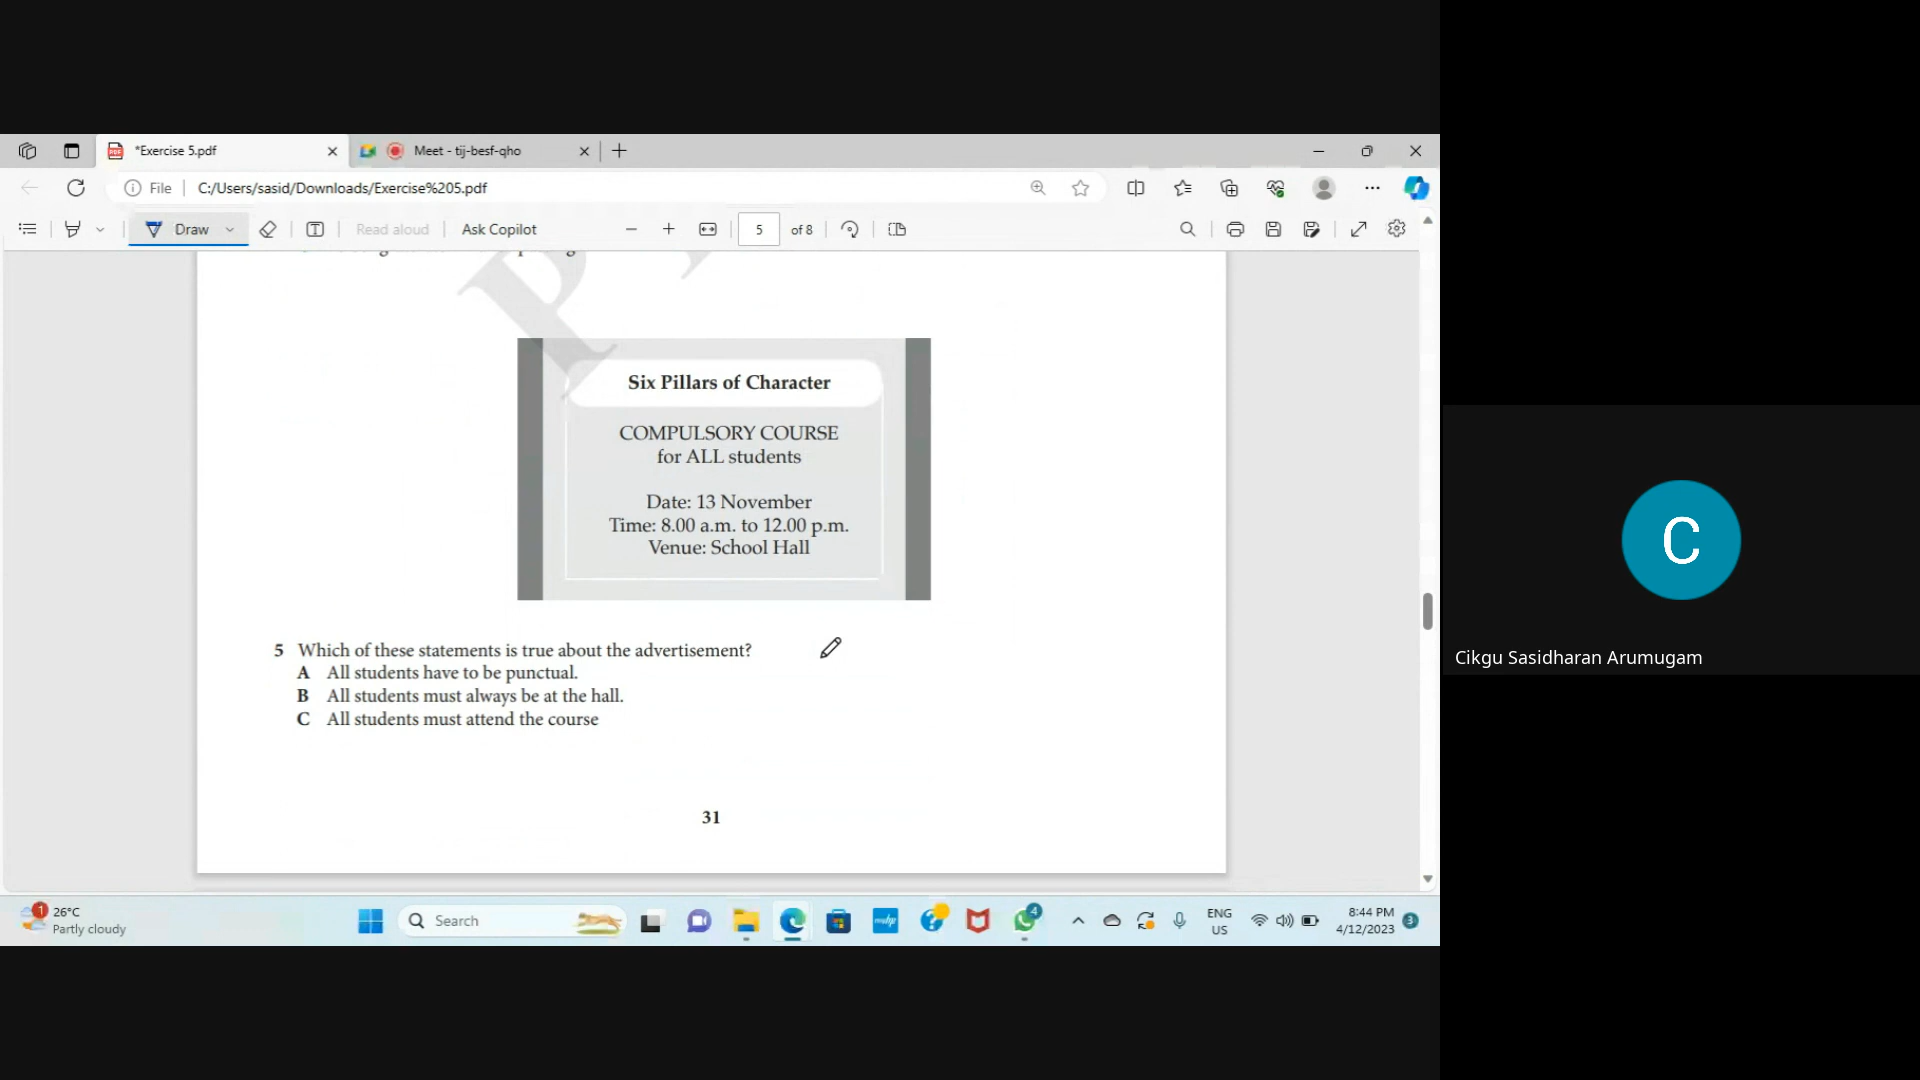 *Exercise 5.pdf
Meet - tij-besf-qho
File
C:/Users/sasid/Downloads/Exercise%205.pdf
Draw
Read aloud
Ask Copilot
5
of 8
Six Pillars of Character
COMPULSORY COURSE
for ALL students
Date: 13 November
Time: 8.00 a.m. to 12.00 p.m.
Venue: School Hall
5 Which of these statements is true about the advertisement?
A All students have to be punctual.
B All students must always be at the hall.
C All students must attend the course
31
C
Cikgu Sasidharan Arumugam
1
26°C
Partly cloudy
Search
4
ENG
US
8:44 PM
4/12/2023
3